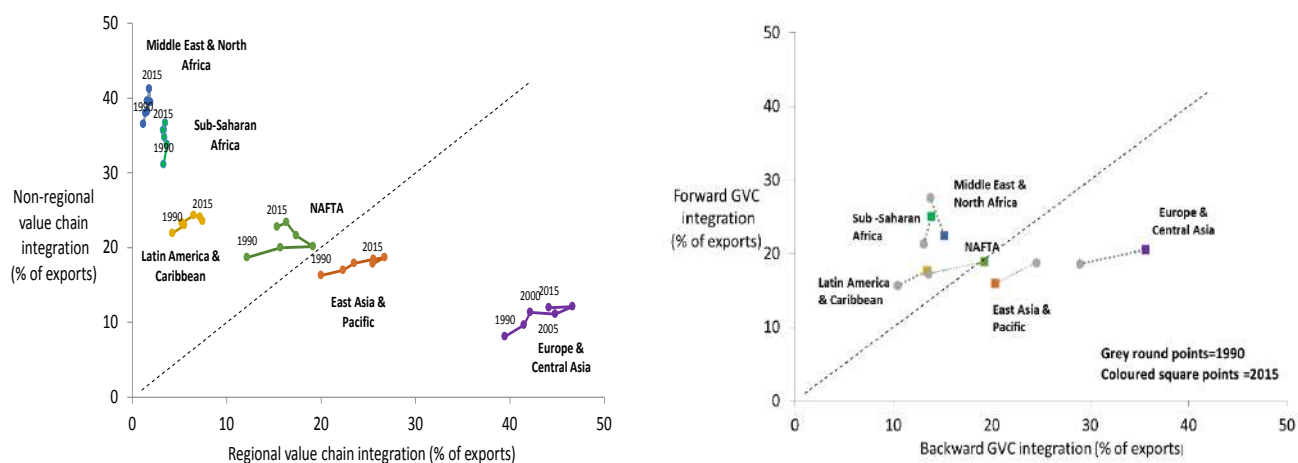 50
40
30
20
10
0
Non-regional
value chain
integration
(% of exports)
Middle East & North
Africa
2015
1990
2015
Sub-Saharan
Africa
1990
2015
1990
Latin America &
Caribbean
2015
NAFTA
1990
1990
2015
East Asia &
Pacific
2000
2015
1990
2005
Europe &
Central Asia
0
10
20
30
40
50
Regional value chain integration (% of exports)
50
40
30
20
10
0
Forward GVC
integration
(% of exports)
Middle East &
North Africa
Sub -Saharan
Africa
Europe &
Central Asia
NAFTA
Latin America
& Caribbean
East Asia &
Pacific
Grey round points=1990
Coloured square points =2015
0
10
20
30
40
50
Backward GVC integration (% of exports)